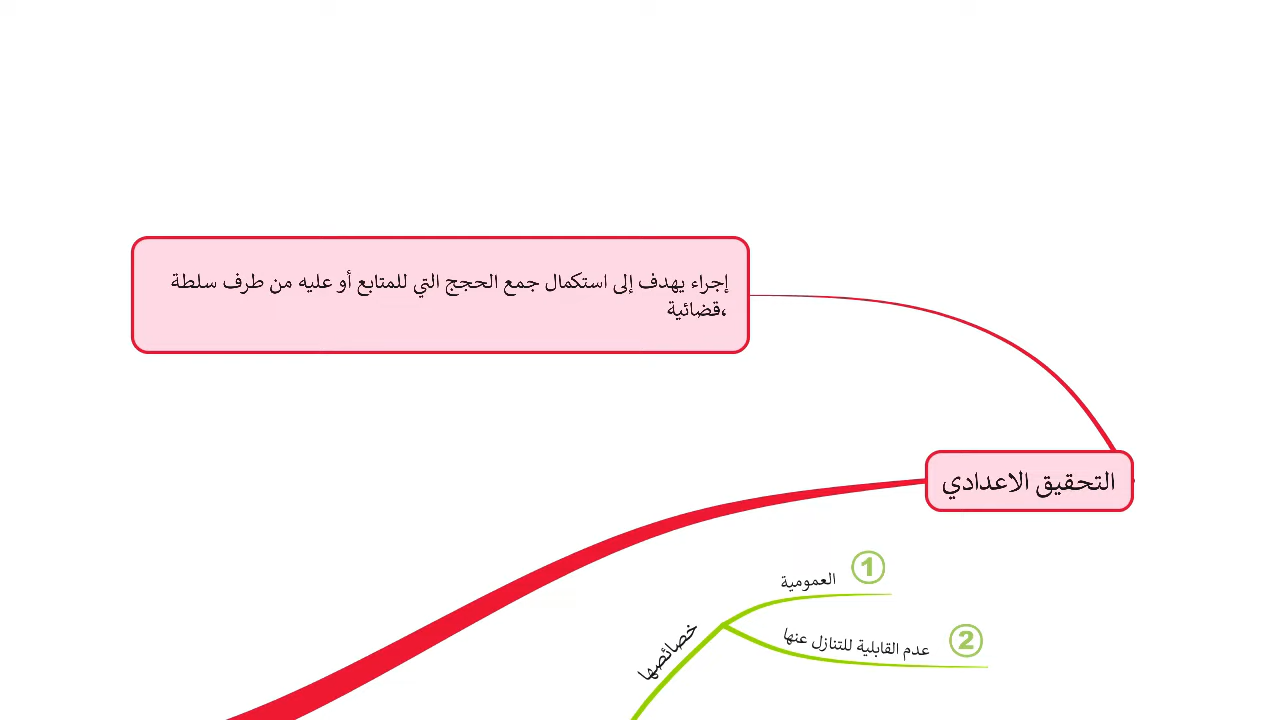 إجراء يهدف إلى استكمال جمع الحجج التي للمتابع أو عليه من طرف سلطة
قضائية،
التحقيق الاعدادي
خصائصها
العمومية 1
عدم القابلية للتنازل عنها 2